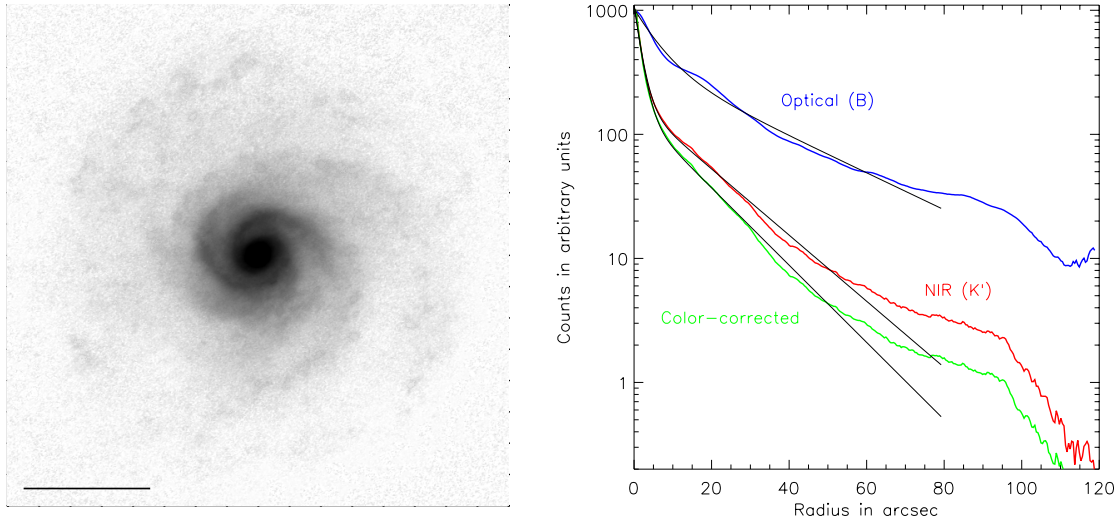 1000
100
10
1
Counts in arbitrary units
Optical (B)
NIR (K')
Color-corrected
0
20
40
60
80
100
120
Radius in arcsec